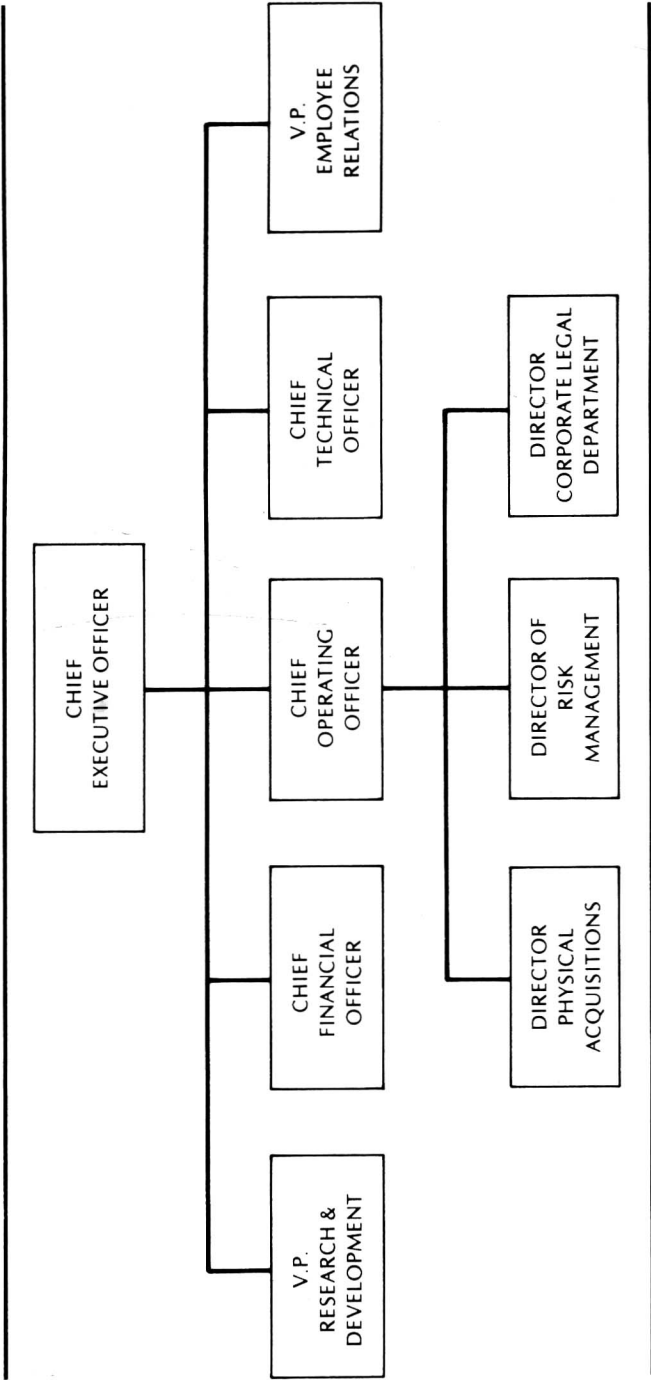 CHIEF
EXECUTIVE OFFICER
V.P.
RESEARCH &
DEVELOPMENT
CHIEF
FINANCIAL
OFFICER
CHIEF
OPERATING
OFFICER
CHIEF
TECHNICAL
OFFICER
V.P.
EMPLOYEE
RELATIONS
DIRECTOR
PHYSICAL
ACQUISITIONS
DIRECTOR OF
RISK
MANAGEMENT
DIRECTOR
CORPORATE LEGAL
DEPARTMENT